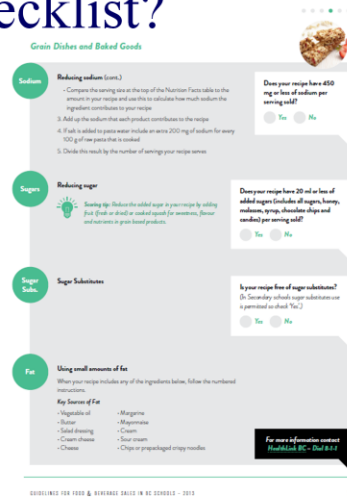 ecklist?
Grain Dishes and Baked Goods
Sodium
Reducing sodium (cont.)
- Compare the serving size at the top of the Nutrition Facts table to the
amount in your recipe and use this to calculate how much sodium the
ingredient contributes to your recipe
3. Add up the sodium that each product contributes to the recipe
4. If salt is added to pasta water include an extra 200 mg of sodium for every
100 g of raw pasta that is cooked
5. Divide this result by the number of servings your recipe serves
Does your recipe have 450
mg or less of sodium per
serving sold?
Yes No
Sugars
Reducing sugar
Scoring tip: Reduce the added sugar in your recipe by adding
fruit (fresh or dried) or cooked squash for sweetness, flavour
and nutrients in grain based products.
Does your recipe have 20 ml or less of
added sugars (includes all sugars, honey,
molasses, syrup, chocolate chips and
candies) per serving sold?
Yes No
Sugar
Subs.
Sugar Substitutes
Is your recipe free of sugar substitutes?
(In Secondary schools sugar substitutes use
is permitted so check 'Yes'.)
Yes No
Fat
Using small amounts of fat
When your recipe includes any of the ingredients below, follow the numbered
instructions.
Key Sources of Fat
- Vegetable oil
- Butter
- Salad dressing
- Cream cheese
- Cheese
- Margarine
- Mayonnaise
- Cream
- Sour cream
- Chips or prepackaged crispy noodles
For more information contact
HealthLink BC - Dial 8-1-1
GUIDELINES FOR FOOD & BEVERAGE SALES IN BC SCHOOLS - 2013